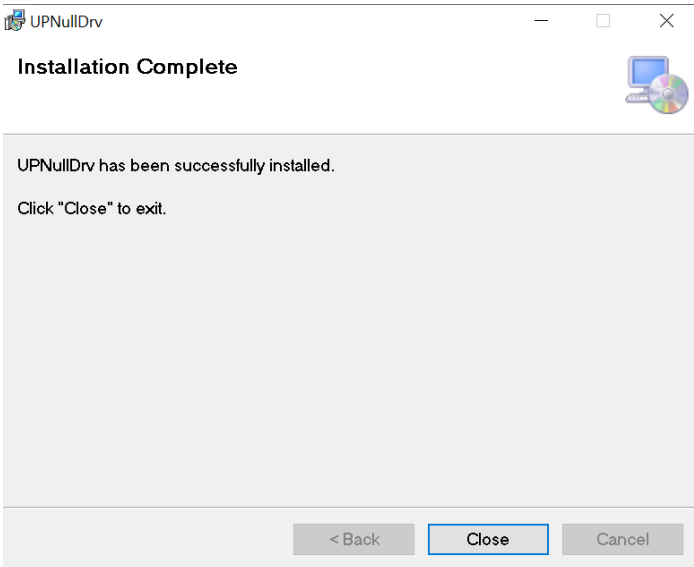 UPNullDrv
Installation Complete
UPNullDrv has been successfully installed.
Click "Close" to exit.
< Back
Close
Cancel